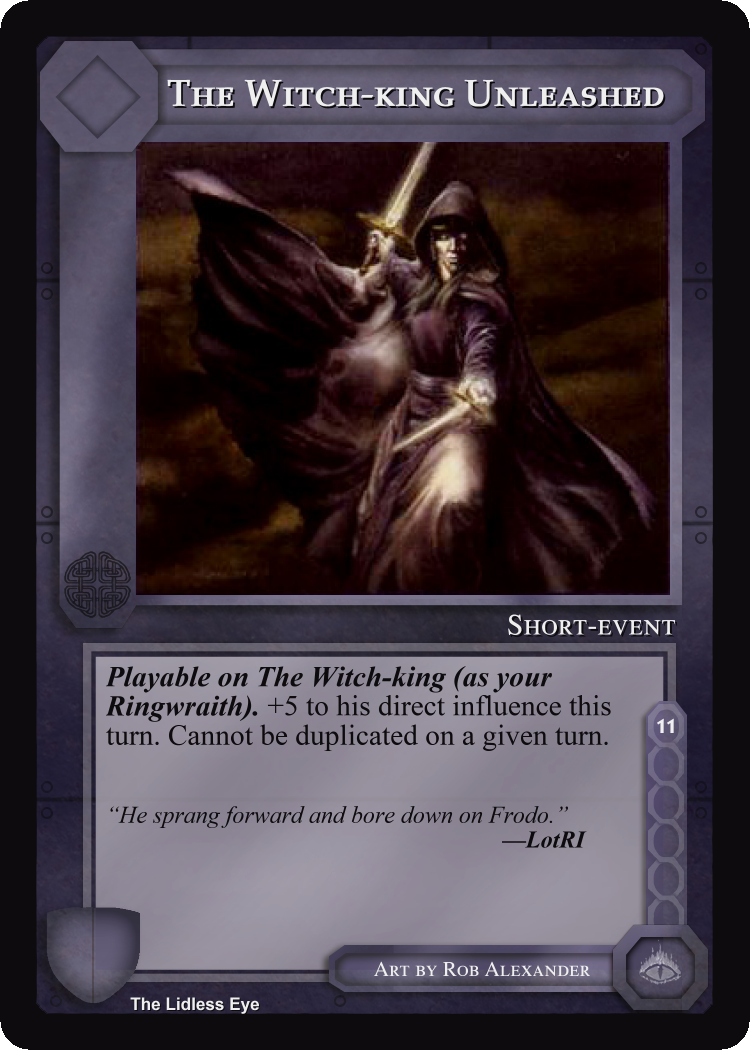 The Witch-king Unleashed
Short-event
Playable on The Witch-king (as your
Ringwraith). +5 to his direct influence this
turn. Cannot be duplicated on a given turn.
“He sprang forward and bore down on Frodo.”
—LotRI
11
Art by Rob Alexander
The Lidless Eye